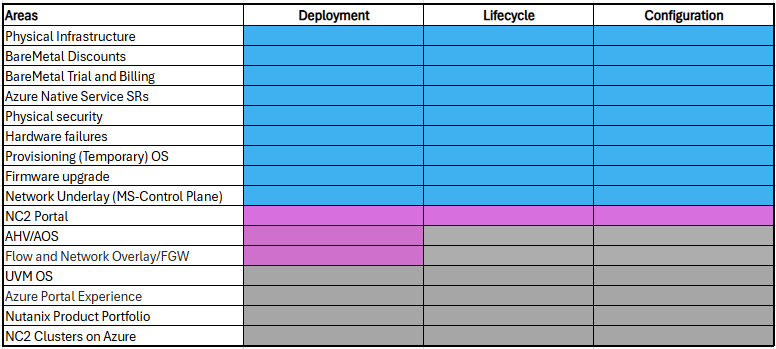 Areas Deployment Lifecycle Configuration
Physical Infrastructure
BareMetal Discounts
BareMetal Trial and Billing
Azure Native Service SRs
Physical security
Hardware failures
Provisioning (Temporary) OS
Firmware upgrade
Network Underlay (MS-Control Plane)
NC2 Portal
AHV/AOS
Flow and Network Overlay/FGW
UVM OS
Azure Portal Experience
Nutanix Product Portfolio
NC2 Clusters on Azure